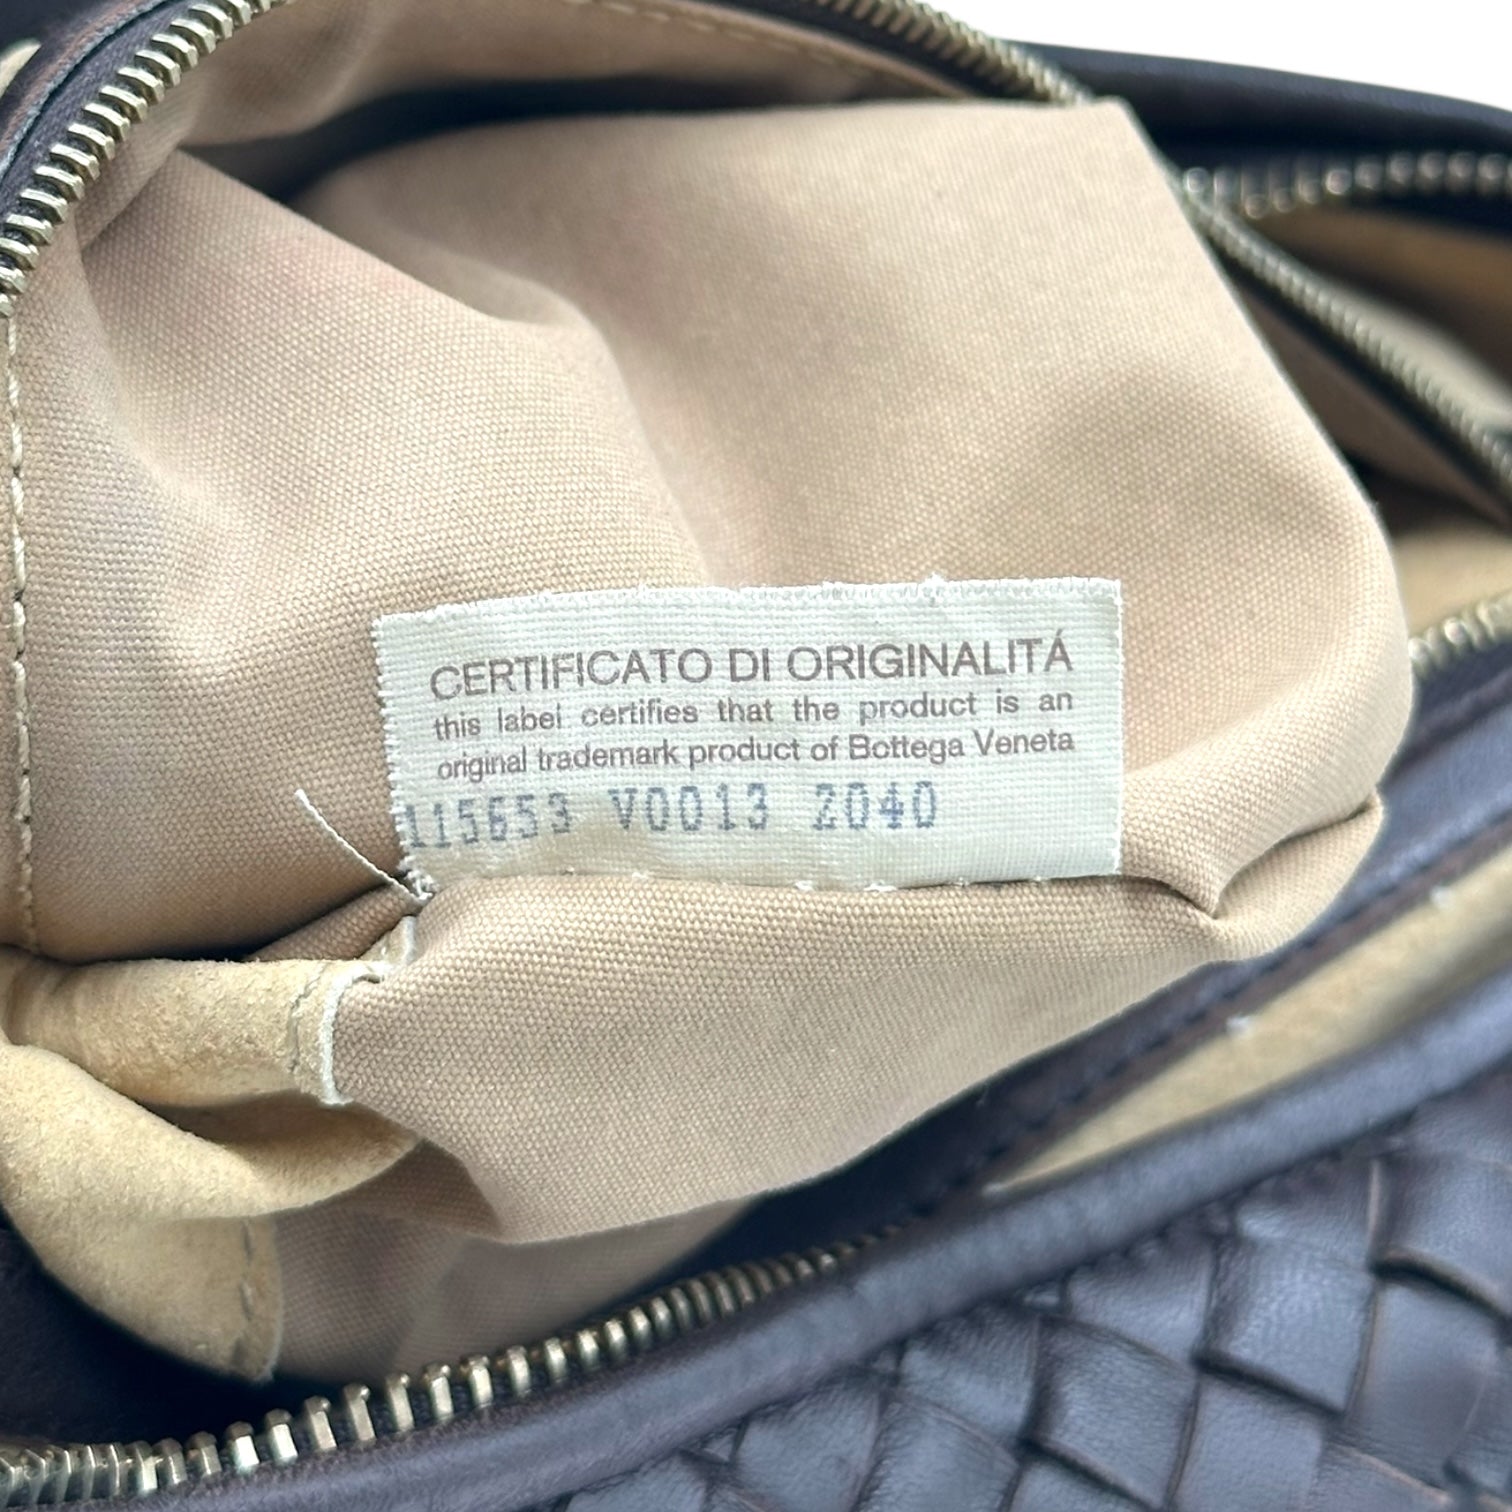 CERTIFICATO DI ORIGINALITÁ
this label certifies that the product is an
original trademark product of Bottega Veneta
115653 V0013 2040